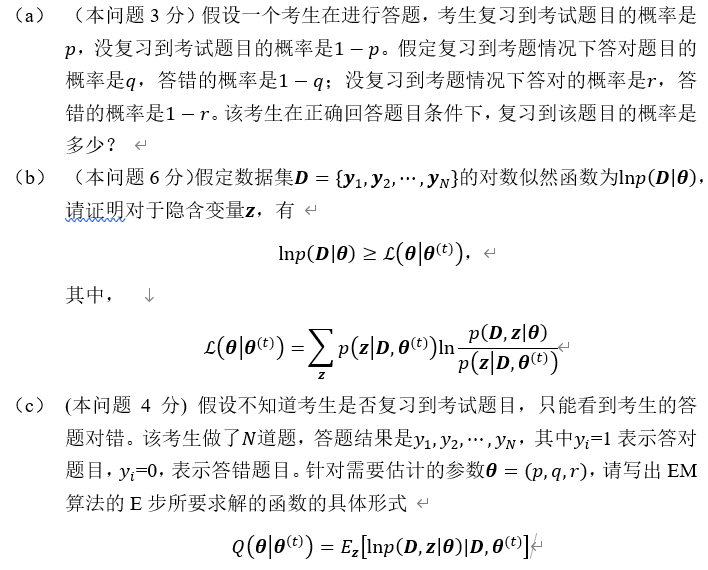 （a）（本问题 3 分）假设一个考生在进行答题，考生复习到考试题目的概率是
p，没复习到考试题目的概率是1 − p。假定复习到考题情况下答对题目的
概率是q，答错的概率是1 − q；没复习到考题情况下答对的概率是r，答
错的概率是1 − r。该考生在正确回答题目条件下，复习到该题目的概率是
多少？ ↵
（b）（本问题 6 分）假定数据集D = {y₁, y₂, ⋯, y_N}的对数似然函数为lnp(D|θ)，
请证明对于隐含变量z，有 ↵
lnp(D|θ) ≥ ℒ(θ|θ⁽ᵗ⁾)， ↵
其中， ↓
ℒ(θ|θ⁽ᵗ⁾) = ∑_z p(z|D, θ⁽ᵗ⁾)ln p(D, z|θ) / p(z|D, θ⁽ᵗ⁾) ↵
（c） (本问题 4 分) 假设不知道考生是否复习到考试题目，只能看到考生的答
题对错。该考生做了N道题，答题结果是y₁, y₂, ⋯, y_N，其中yᵢ=1 表示答对
题目，yᵢ=0，表示答错题目。针对需要估计的参数θ = (p, q, r)，请写出 EM
算法的 E 步所要求解的函数的具体形式 ↵
Q(θ|θ⁽ᵗ⁾) = E_z[lnp(D, z|θ)|D, θ⁽ᵗ⁾] ↵